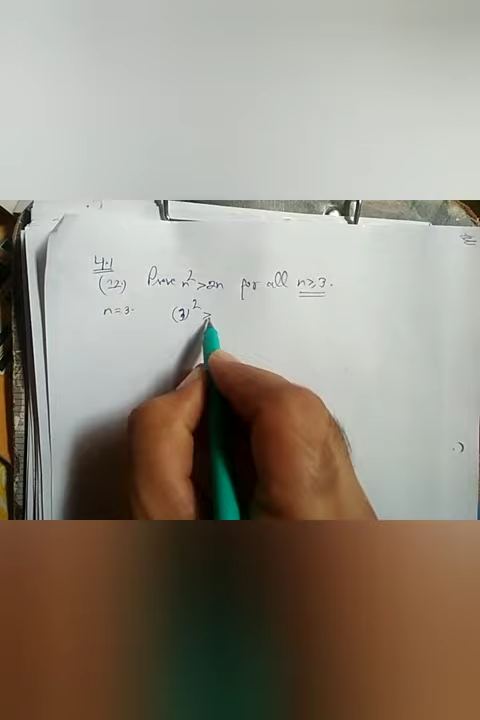 4.1
(22) Prove n² > 2n for all n ≥ 3.
n = 3. (3)² >